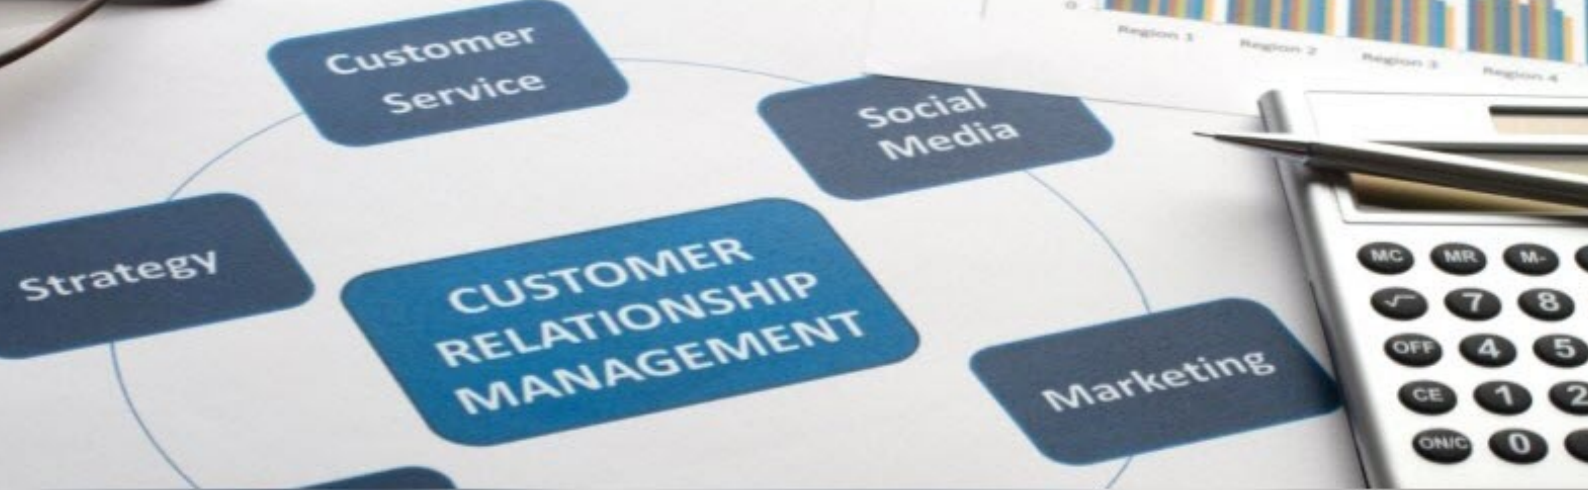 Customer
Service
Social
Media
Strategy
CUSTOMER
RELATIONSHIP
MANAGEMENT
Marketing
0
Region 1
Region 2
Region 3
Region 4
MC MR M-
√ 7 8
OFF 4 5
CE 1 2
ON/C 0